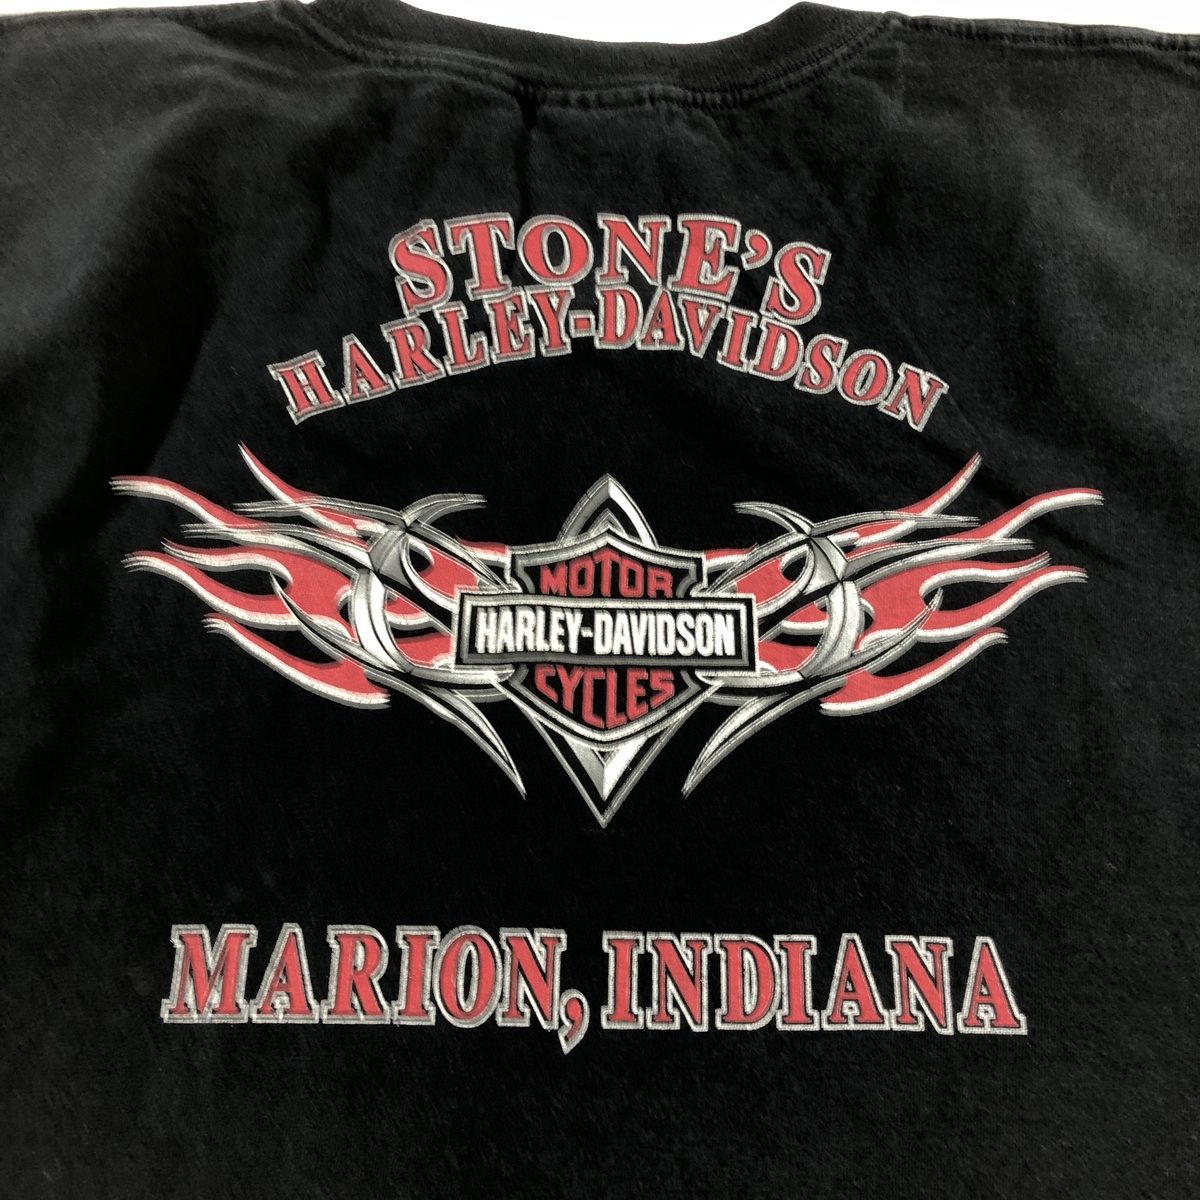 STONE'S
HARLEY-DAVIDSON
MOTOR
HARLEY-DAVIDSON
CYCLES
MARION, INDIANA